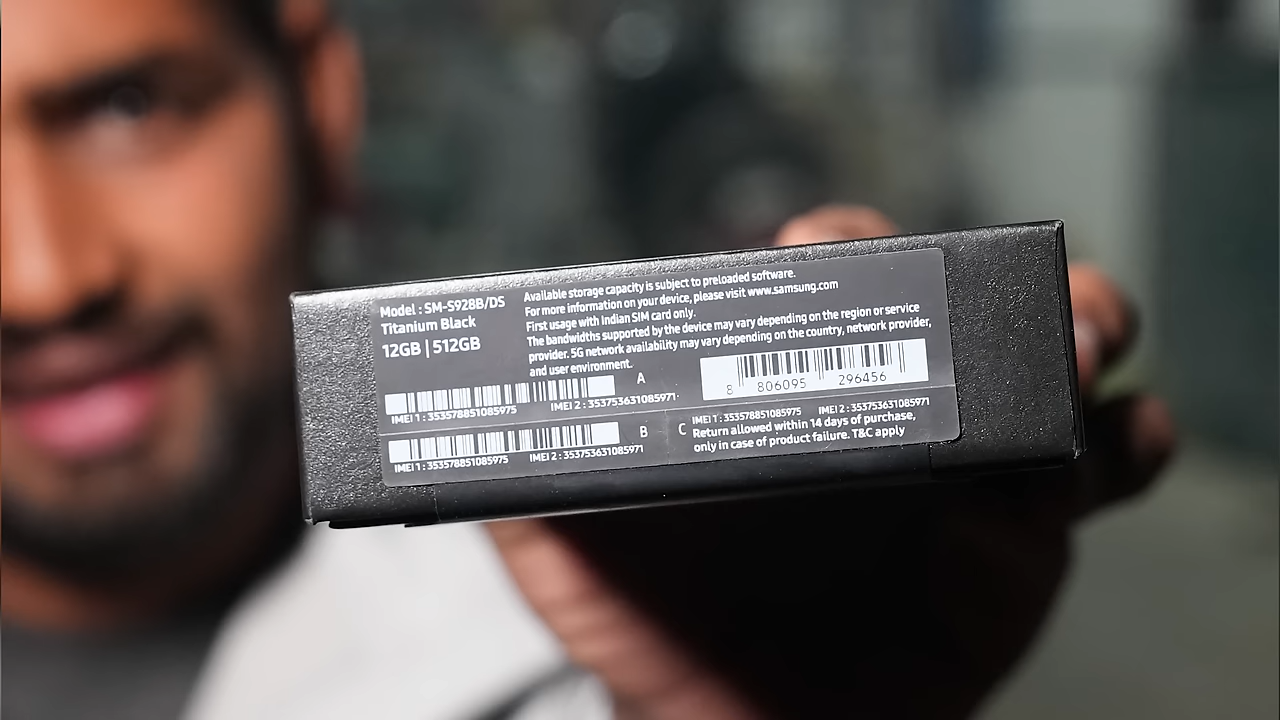 Model : SM-S928B/DS
Titanium Black
12GB | 512GB
Available storage capacity is subject to preloaded software.
For more information on your device, please visit www.samsung.com
First usage with Indian SIM card only.
The bandwidths supported by the device may vary depending on the region or service
provider. 5G network availability may vary depending on the country, network provider,
and user environment.
A
IMEI 1 : 353578851085975 IMEI 2 : 353753631085971
8 806095 296456
B
IMEI 1 : 353578851085975 IMEI 2 : 353753631085971
C
IMEI 1 : 353578851085975 IMEI 2 : 353753631085971
Return allowed within 14 days of purchase,
only in case of product failure. T&C apply